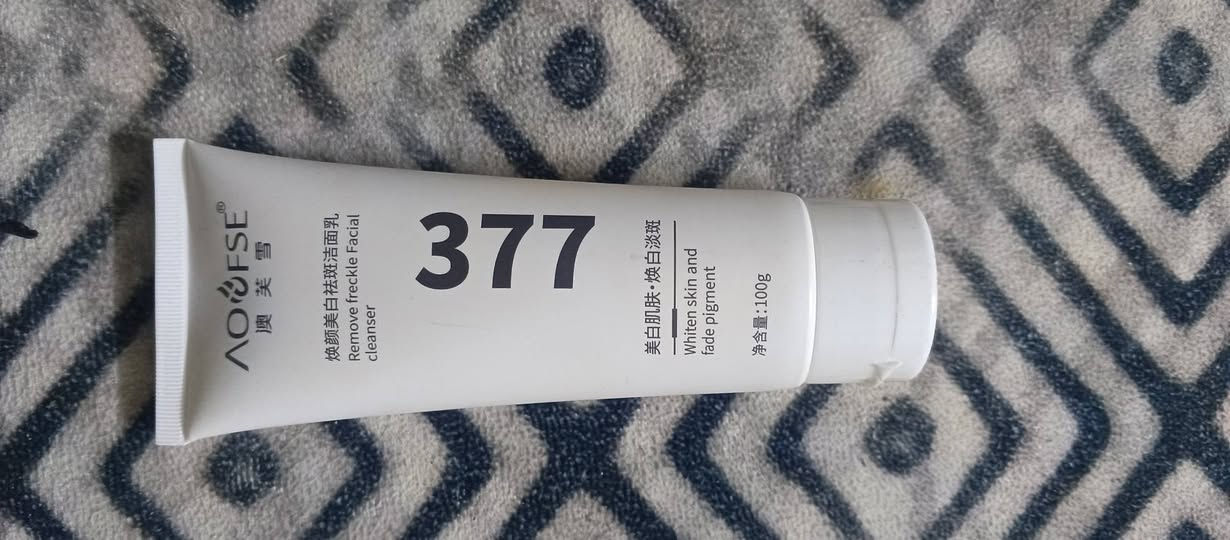 AOFSE®
澳芙雪
焕颜美白祛斑洁面乳
Remove freckle Facial
cleanser
377
美白肌肤·焕白淡斑
Whiten skin and
fade pigment
净含量:100g